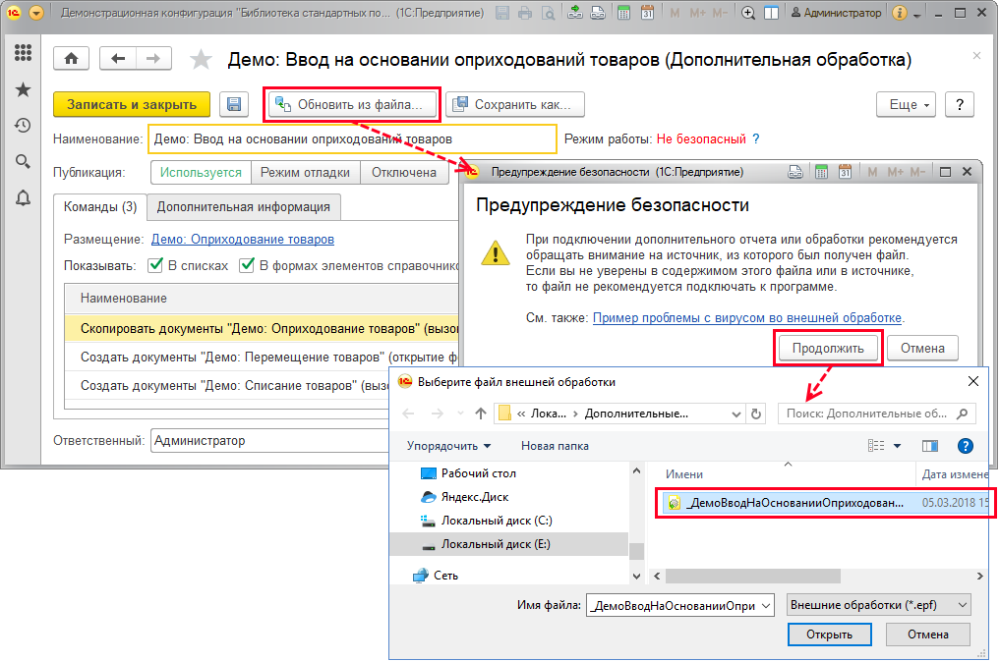 Демонстрационная конфигурация "Библиотека стандартных по... (1С:Предприятие)
M M+ M- Администратор
Демо: Ввод на основании оприходований товаров (Дополнительная обработка)
Записать и закрыть
Обновить из файла...
Сохранить как...
Еще
?
Наименование: Демо: Ввод на основании оприходований товаров Режим работы: Не безопасный ?
Публикация: Используется Режим отладки Отключена
Команды (3) Дополнительная информация
Размещение: Демо: Оприходование товаров
Показывать: В списках В формах элементов справочникс
Наименование
Скопировать документы "Демо: Оприходование товаров" (вызо
Создать документы "Демо: Перемещение товаров" (открытие ф
Создать документы "Демо: Списание товаров" (вызо
Ответственный: Администратор
Предупреждение безопасности (1С:Предприятие)
31 M M+ M-
Предупреждение безопасности
При подключении дополнительного отчета или обработки рекомендуется
обращать внимание на источник, из которого был получен файл.
Если вы не уверены в содержимом этого файла или в источнике,
то файл не рекомендуется подключать к программе.
См. также: Пример проблемы с вирусом во внешней обработке.
Продолжить Отмена
Выберите файл внешней обработки
« Лока... › Дополнительные...
Поиск: Дополнительные об...
Упорядочить Новая папка
Рабочий стол
Яндекс.Диск
Локальный диск (C:)
Локальный диск (E:)
Сеть
Имени Дата измене
_ДемоВводНаОснованииОприходован... 05.03.2018 15
Имя файла: _ДемоВводНаОснованииОпри Внешние обработки (*.epf)
Открыть Отмена